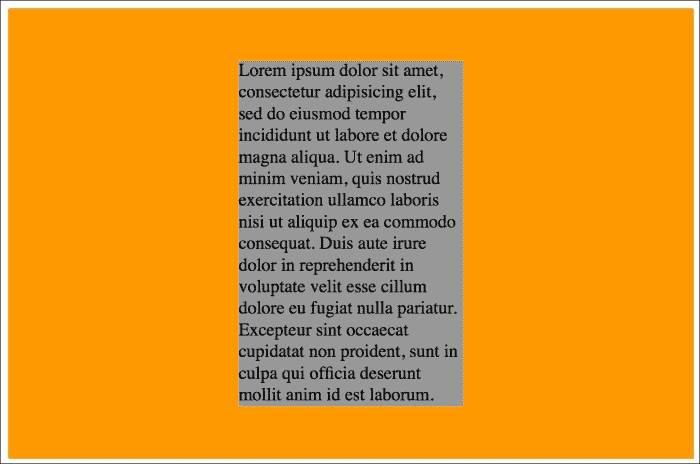 Lorem ipsum dolor sit amet,
consectetur adipisicing elit,
sed do eiusmod tempor
incididunt ut labore et dolore
magna aliqua. Ut enim ad
minim veniam, quis nostrud
exercitation ullamco laboris
nisi ut aliquip ex ea commodo
consequat. Duis aute irure
dolor in reprehenderit in
voluptate velit esse cillum
dolore eu fugiat nulla pariatur.
Excepteur sint occaecat
cupidatat non proident, sunt in
culpa qui officia deserunt
mollit anim id est laborum.